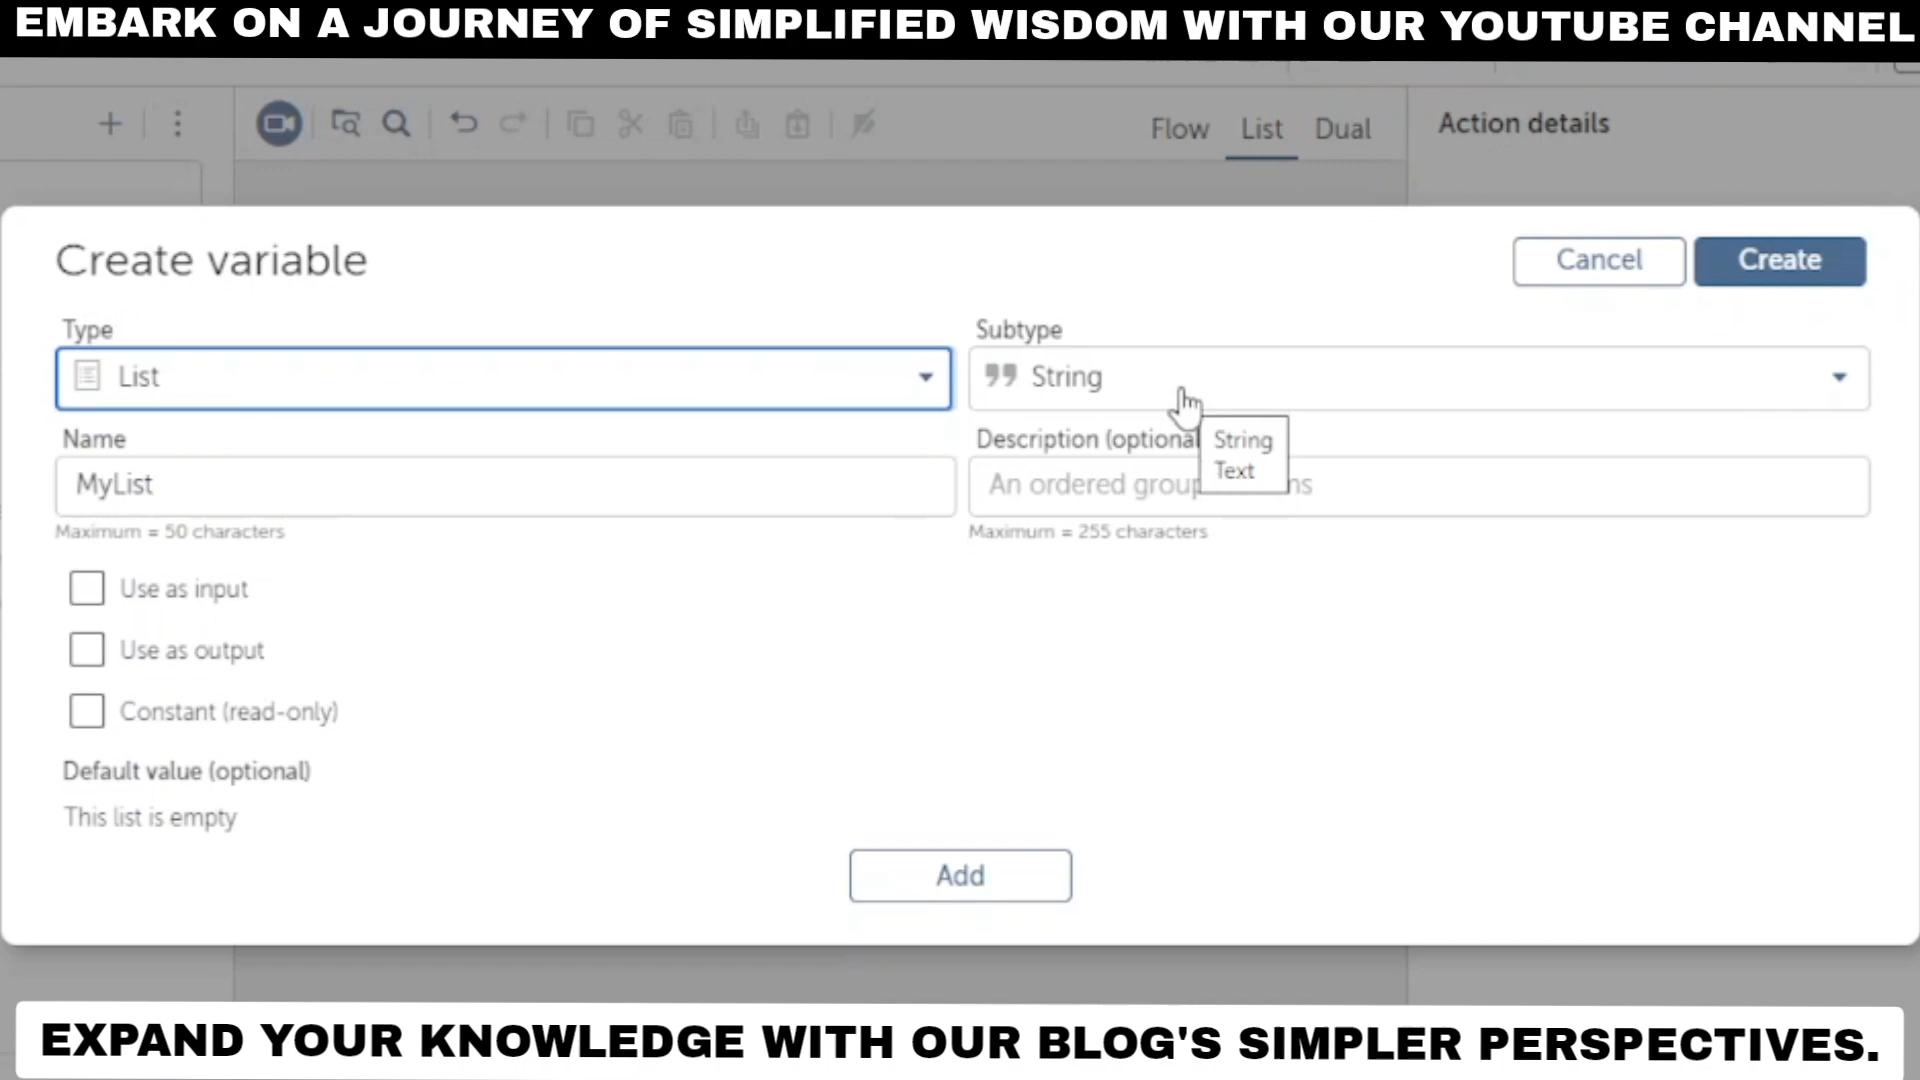 EMBARK ON A JOURNEY OF SIMPLIFIED WISDOM WITH OUR YOUTUBE CHANNEL
Flow List Dual
Action details
Create variable
Cancel
Create
Type
List
Subtype
String
Name
MyList
Maximum = 50 characters
Description (optional
An ordered group
Maximum = 255 characters
String
Text
Use as input
Use as output
Constant (read-only)
Default value (optional)
This list is empty
Add
EXPAND YOUR KNOWLEDGE WITH OUR BLOG'S SIMPLER PERSPECTIVES.